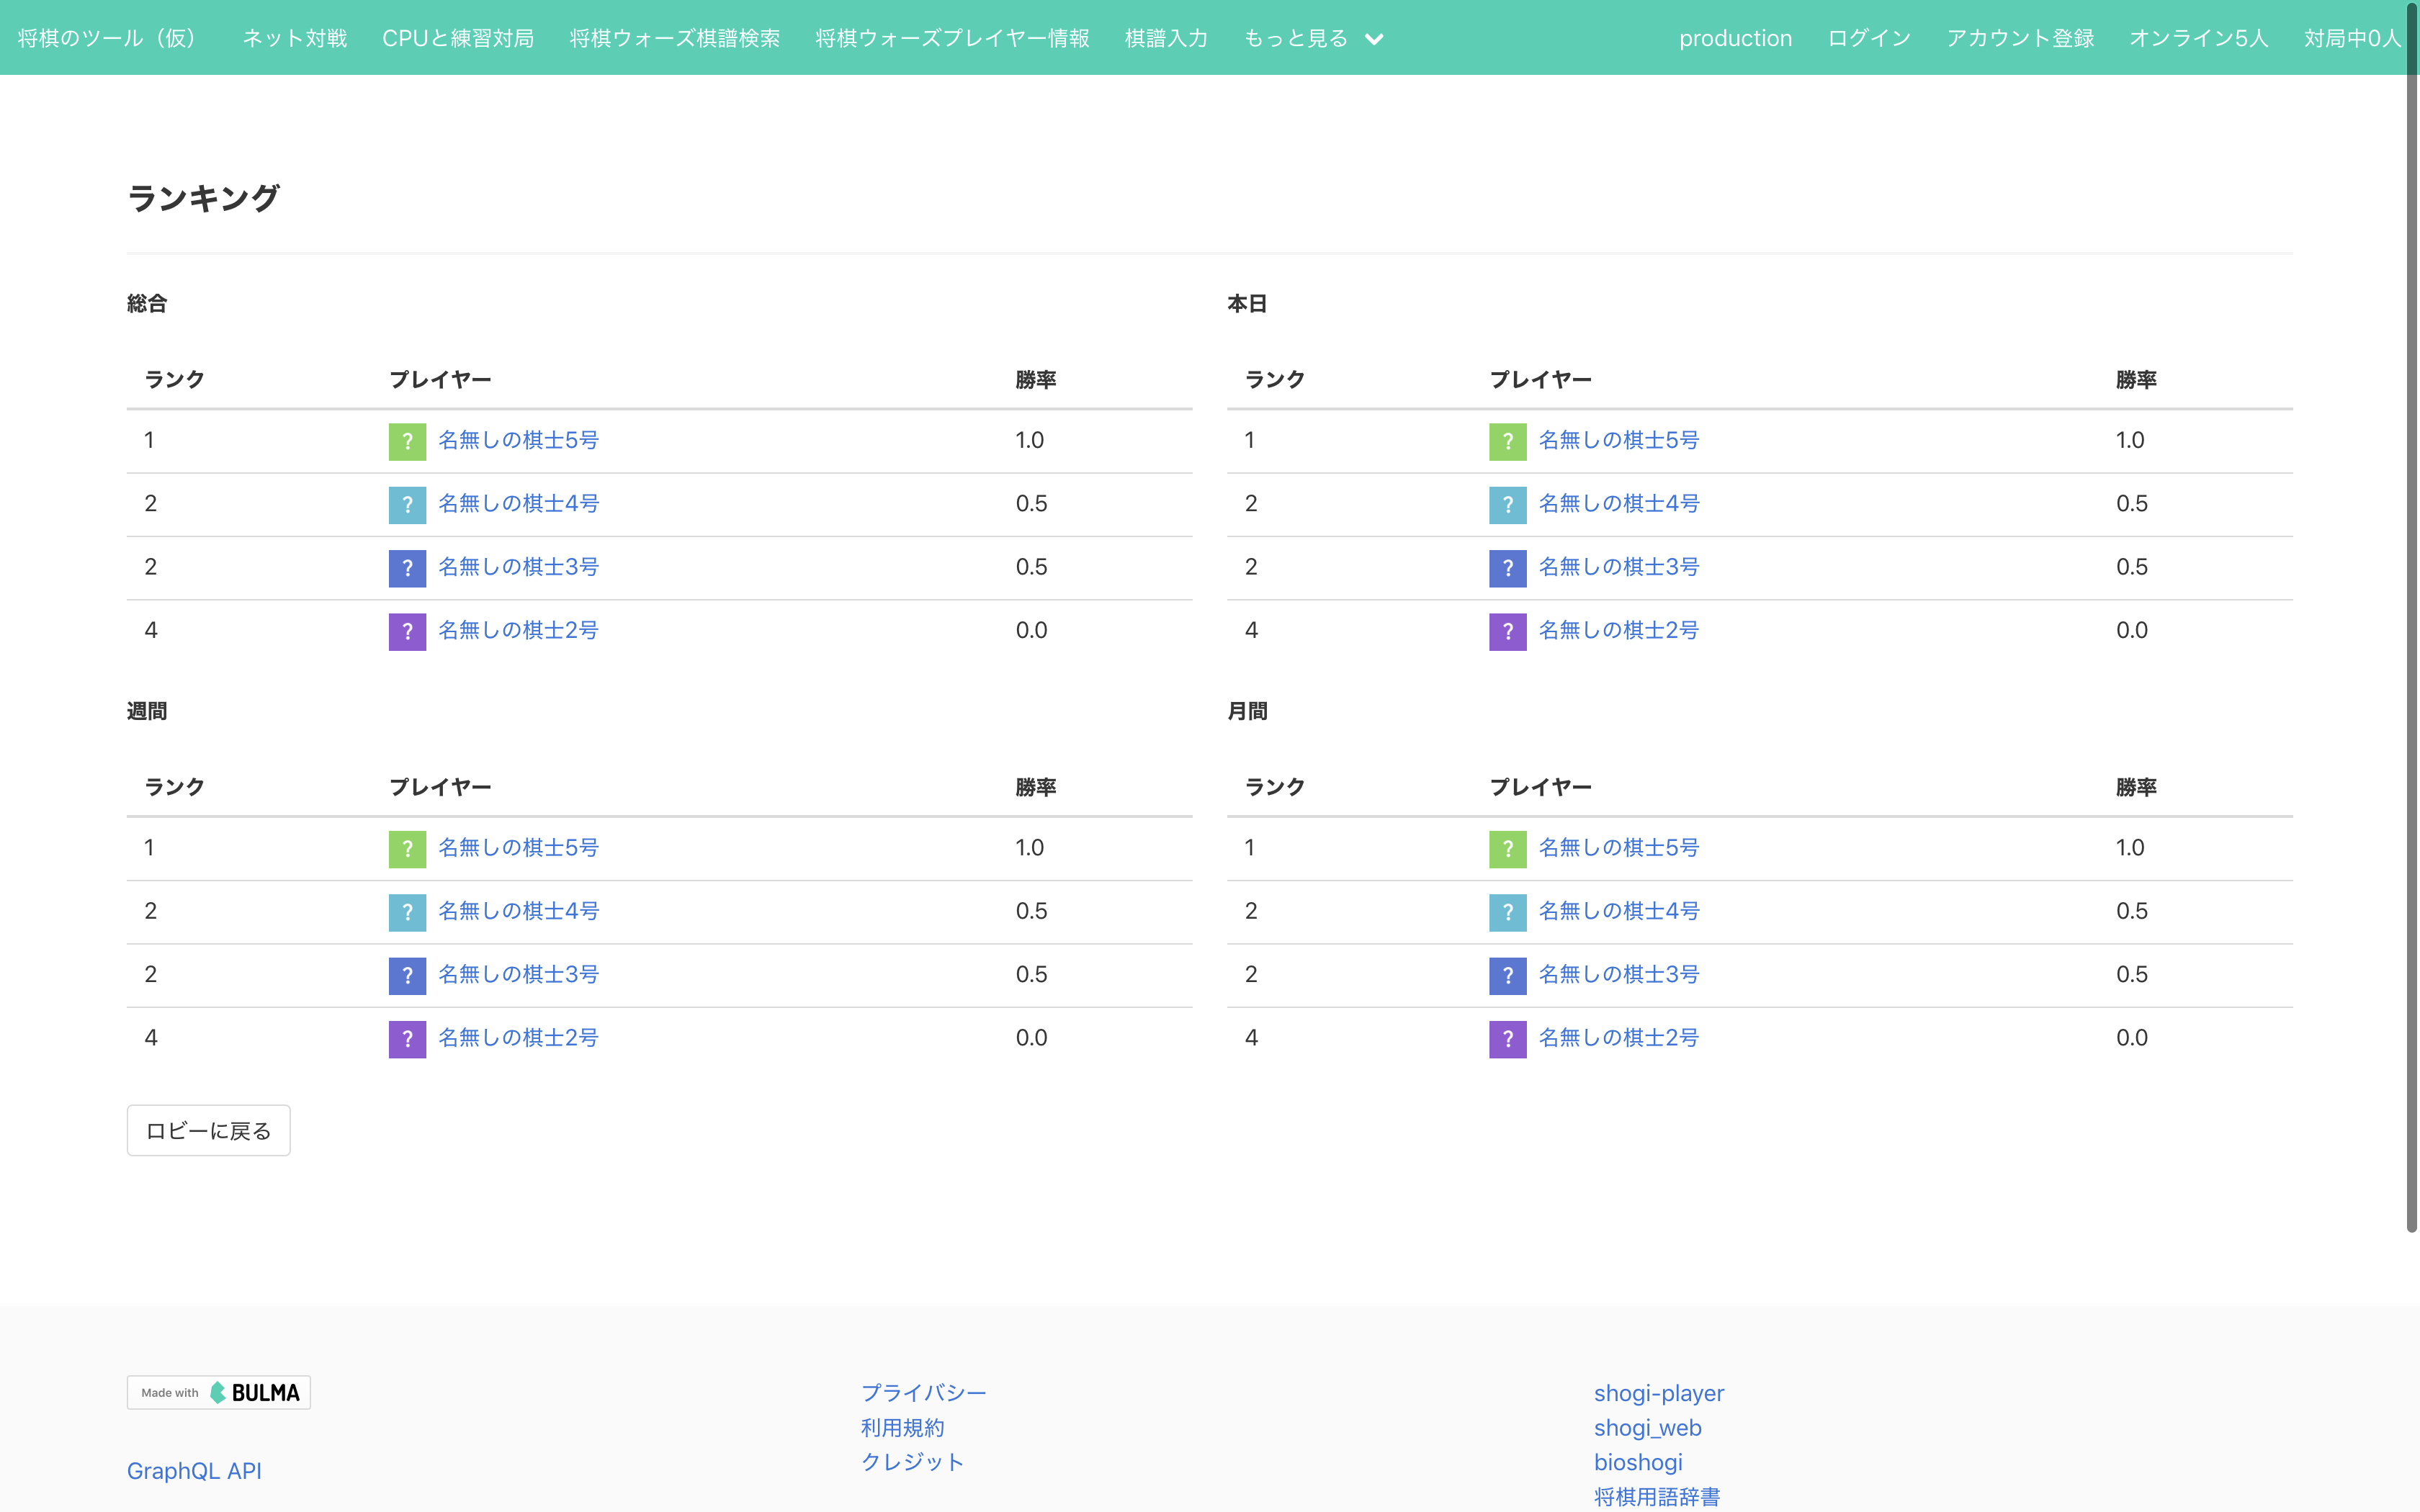 将棋のツール（仮） ネット対戦 CPUと練習対局 将棋ウォーズ棋譜検索 将棋ウォーズプレイヤー情報 棋譜入力 もっと見る production ログイン アカウント登録 オンライン5人 対局中0人
ランキング
総合
ランク プレイヤー 勝率
1 ? 名無しの棋士5号 1.0
2 ? 名無しの棋士4号 0.5
2 ? 名無しの棋士3号 0.5
4 ? 名無しの棋士2号 0.0
本日
ランク プレイヤー 勝率
1 ? 名無しの棋士5号 1.0
2 ? 名無しの棋士4号 0.5
2 ? 名無しの棋士3号 0.5
4 ? 名無しの棋士2号 0.0
週間
ランク プレイヤー 勝率
1 ? 名無しの棋士5号 1.0
2 ? 名無しの棋士4号 0.5
2 ? 名無しの棋士3号 0.5
4 ? 名無しの棋士2号 0.0
月間
ランク プレイヤー 勝率
1 ? 名無しの棋士5号 1.0
2 ? 名無しの棋士4号 0.5
2 ? 名無しの棋士3号 0.5
4 ? 名無しの棋士2号 0.0
ロビーに戻る
Made with BULMA
GraphQL API
プライバシー
利用規約
クレジット
shogi-player
shogi_web
bioshogi
将棋用語辞書